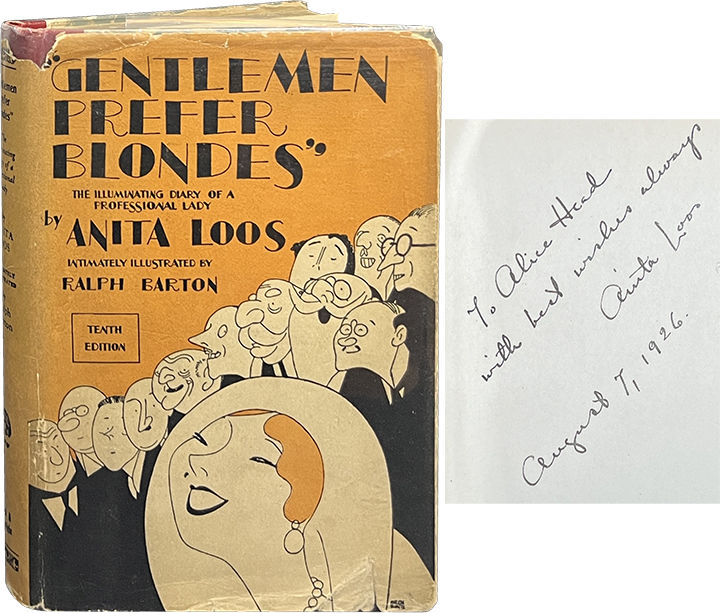 "GENTLEMEN
PREFER
BLONDES"
THE ILLUMINATING DIARY OF A
PROFESSIONAL LADY
by ANITA LOOS
INTIMATELY ILLUSTRATED BY
RALPH BARTON
TENTH
EDITION
To Alice Head
with best wishes always
Anita Loos
August 7, 1926.